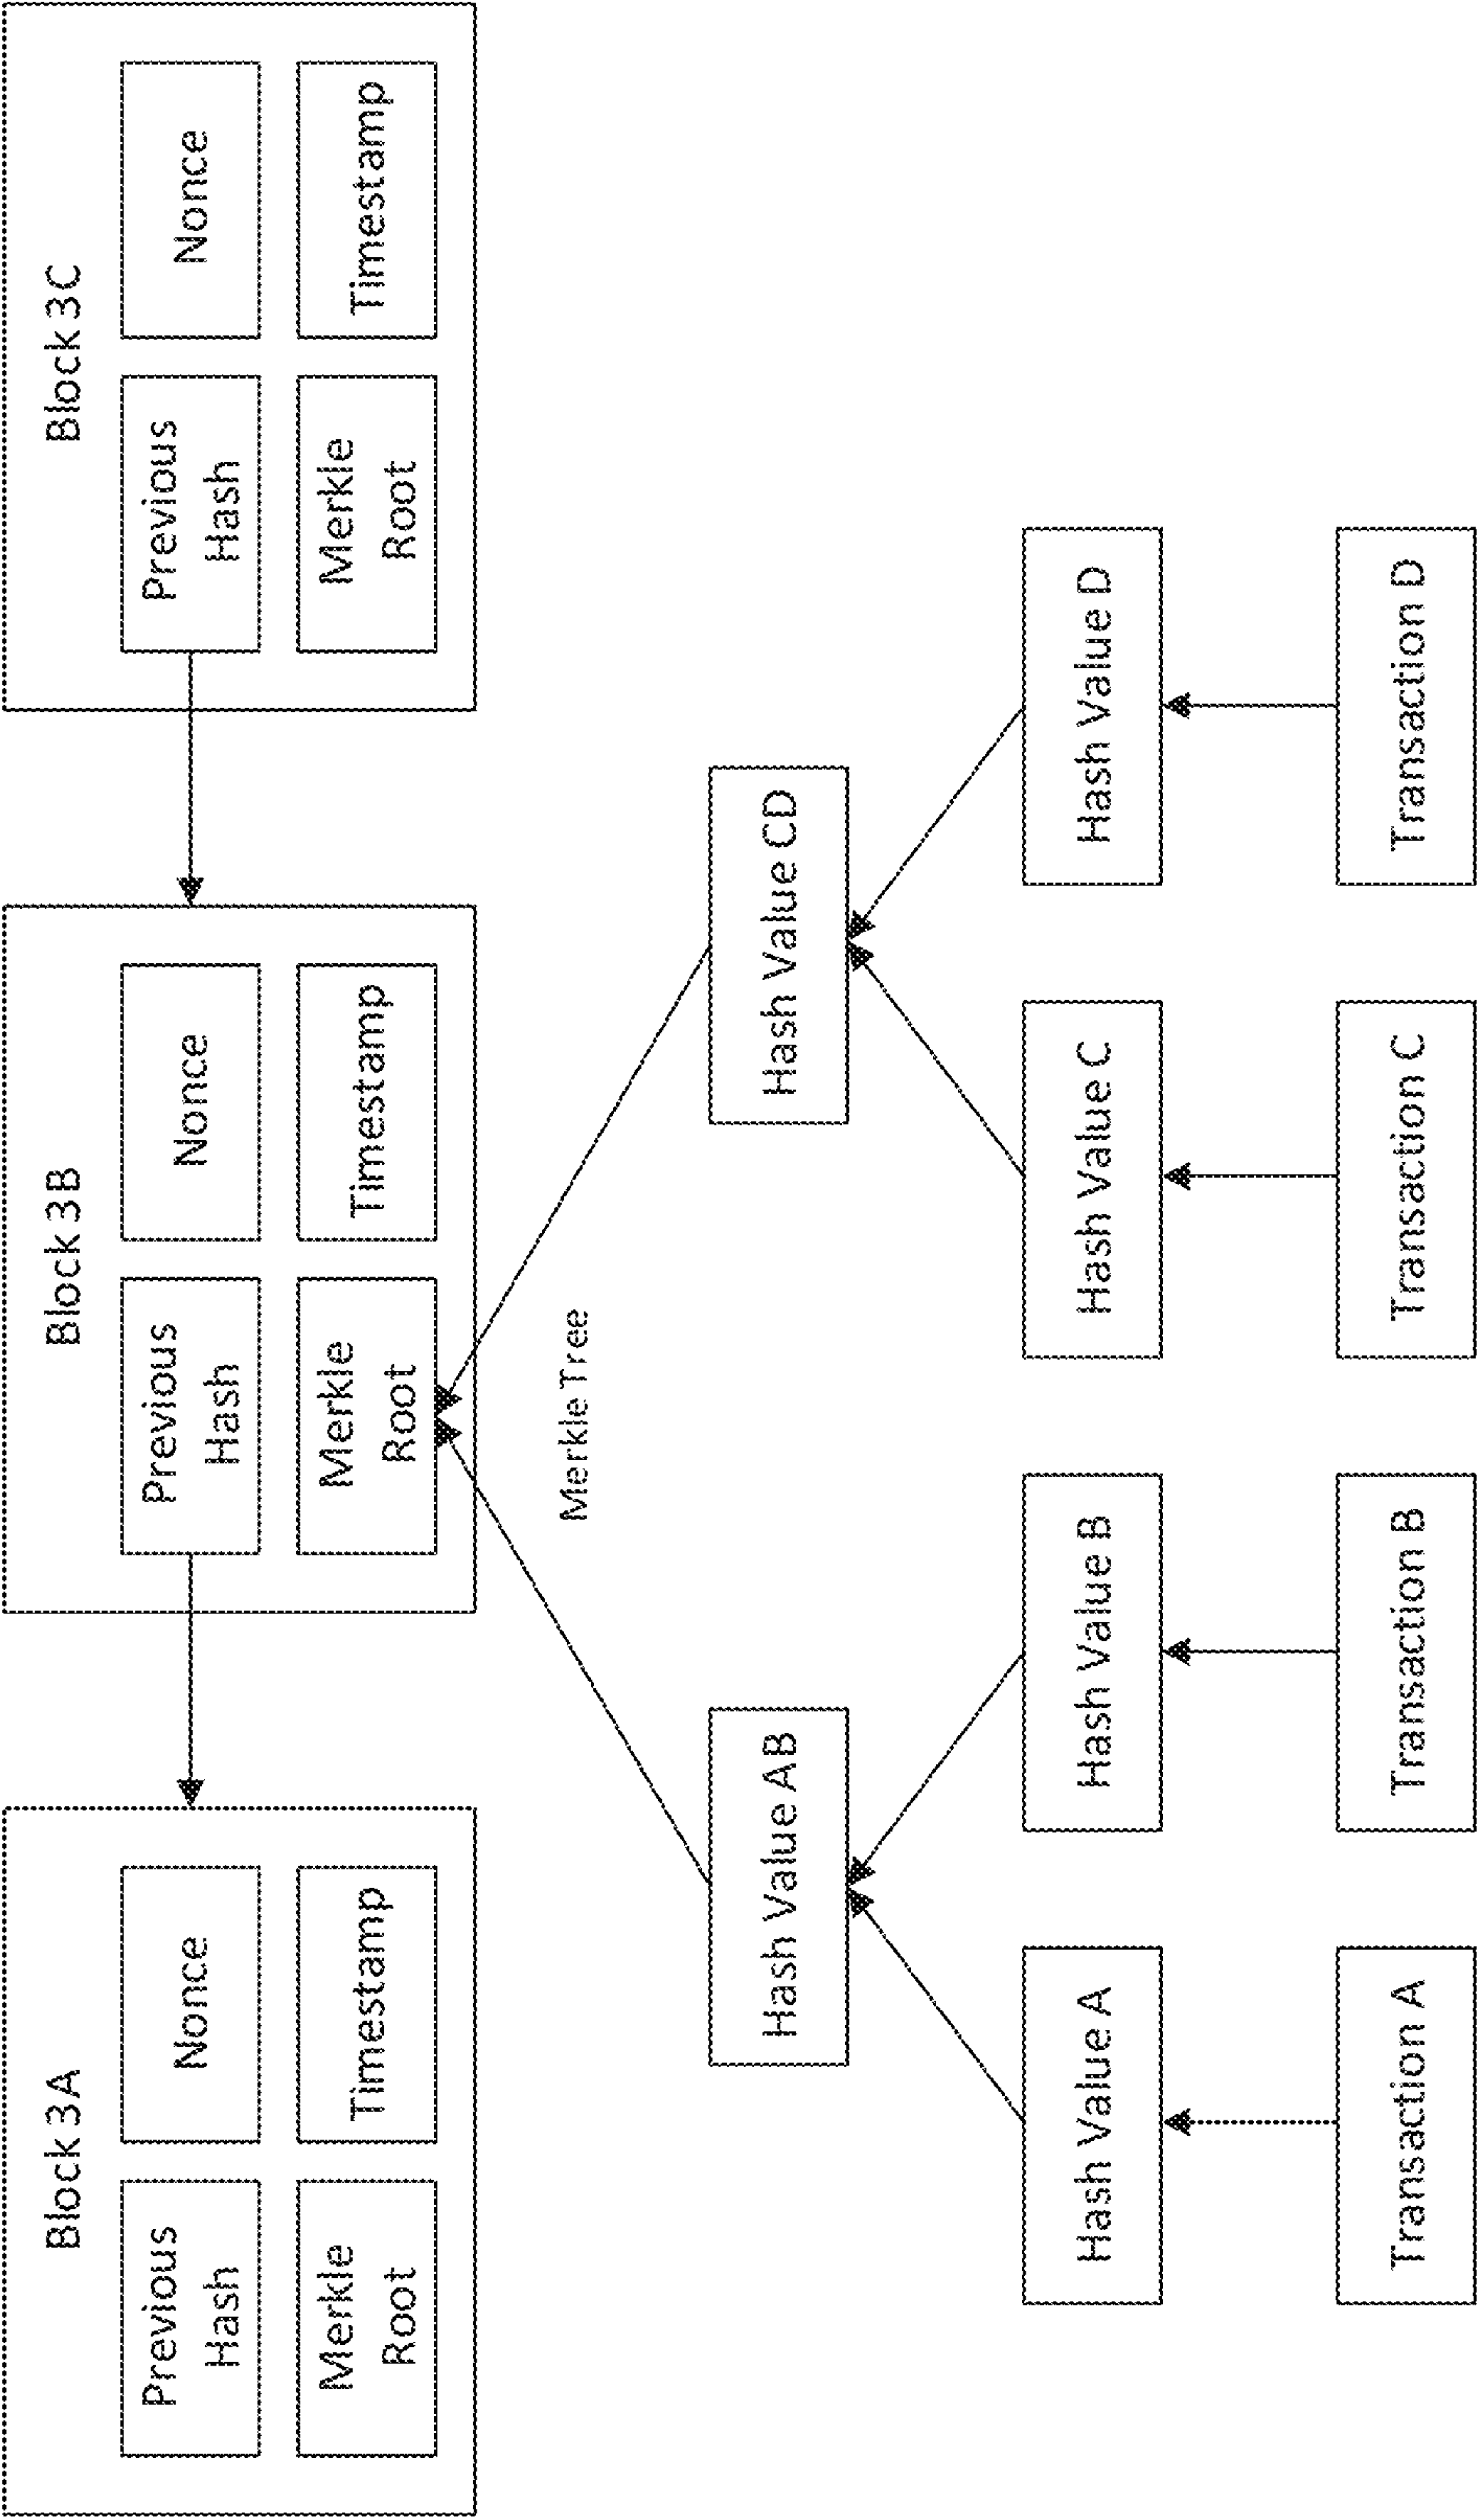 Block 3A
Previous
Hash
Nonce
Merkle
Root
Timestamp
Block 3B
Previous
Hash
Nonce
Merkle
Root
Timestamp
Block 3C
Previous
Hash
Nonce
Merkle
Root
Timestamp
Merkle Tree
Hash Value AB
Hash Value CD
Hash Value A
Hash Value B
Hash Value C
Hash Value D
Transaction A
Transaction B
Transaction C
Transaction D